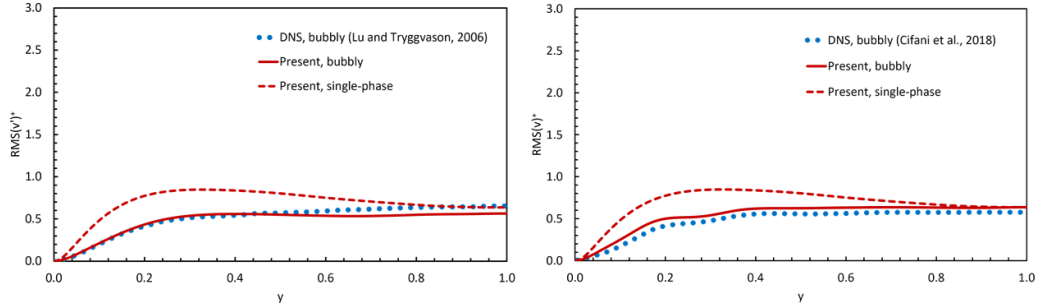 3.0
2.5
2.0
1.5
1.0
0.5
0.0
RMS(v')⁺
DNS, bubbly (Lu and Tryggvason, 2006)
Present, bubbly
Present, single-phase
0.0 0.2 0.4 0.6 0.8 1.0
y
3.0
2.5
2.0
1.5
1.0
0.5
0.0
RMS(v)⁺
DNS, bubbly (Cifani et al., 2018)
Present, bubbly
Present, single-phase
0.0 0.2 0.4 0.6 0.8 1.0
y